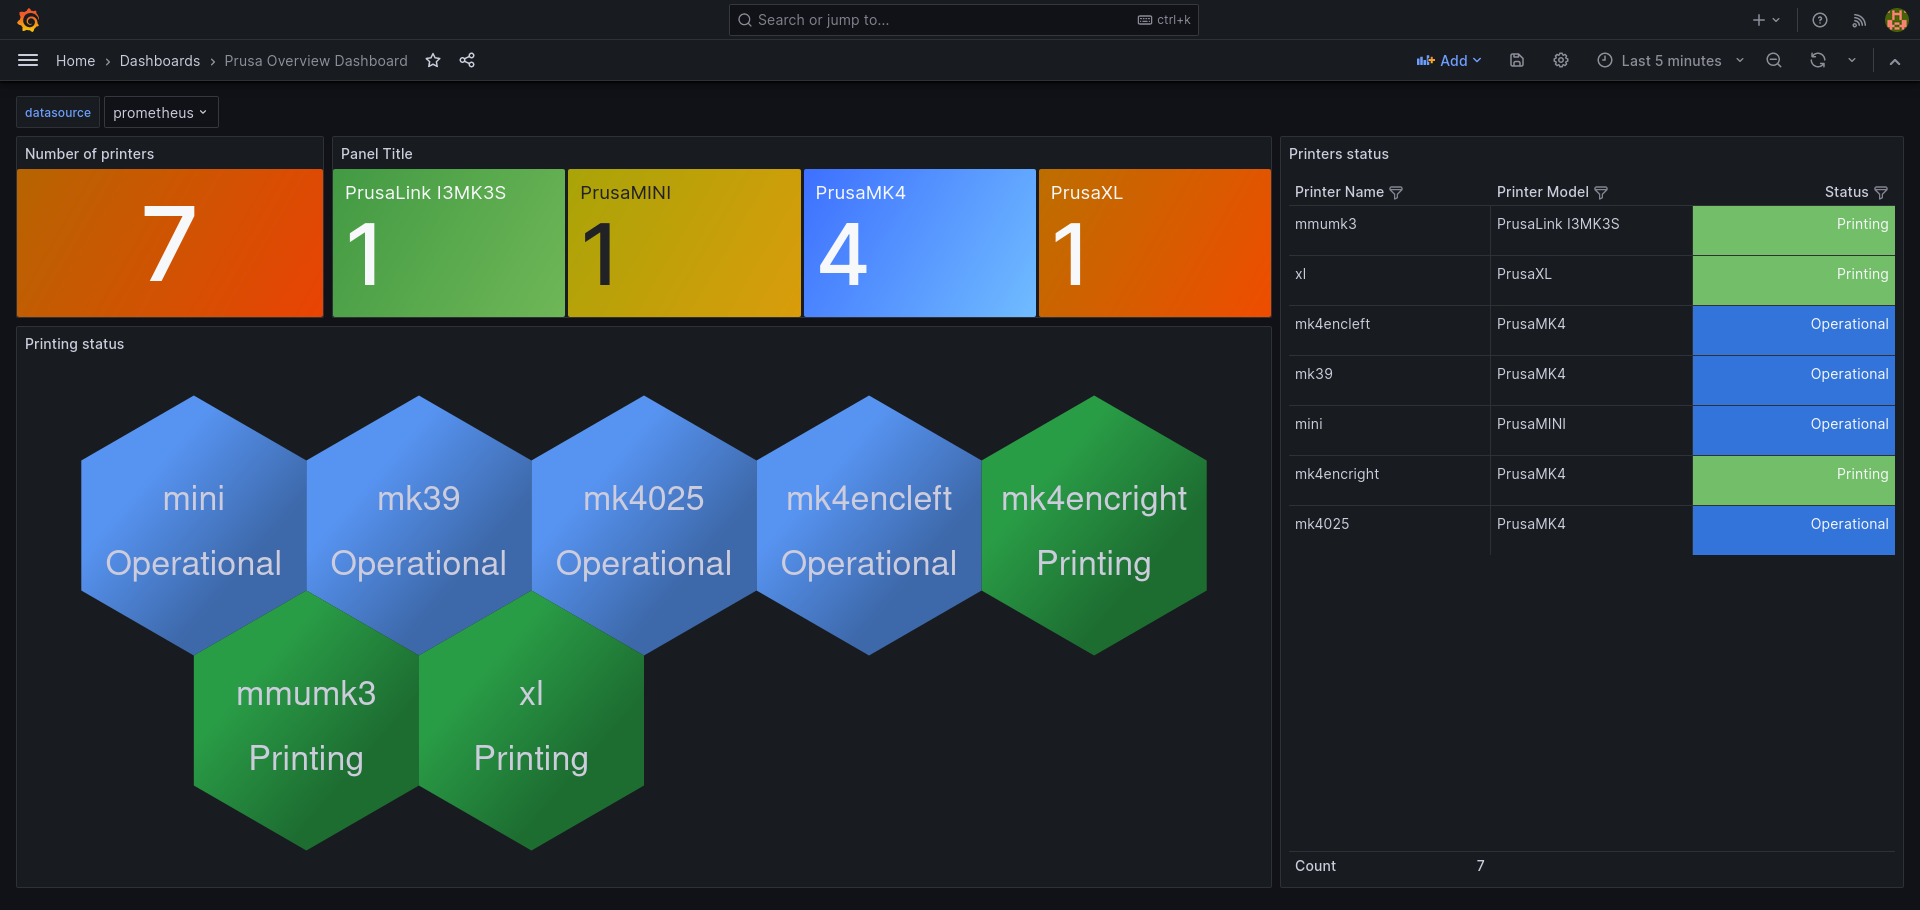 Search or jump to...
ctrl+k
Home › Dashboards › Prusa Overview Dashboard
Add
Last 5 minutes
datasource
prometheus
Number of printers
7
Panel Title
PrusaLink I3MK3S
1
PrusaMINI
1
PrusaMK4
4
PrusaXL
1
Printing status
mini
Operational
mk39
Operational
mk4025
Operational
mk4encleft
Operational
mk4encright
Printing
mmumk3
Printing
xl
Printing
Printers status
Printer Name Printer Model Status
mmumk3 PrusaLink I3MK3S Printing
xl PrusaXL Printing
mk4encleft PrusaMK4 Operational
mk39 PrusaMK4 Operational
mini PrusaMINI Operational
mk4encright PrusaMK4 Printing
mk4025 PrusaMK4 Operational
Count 7